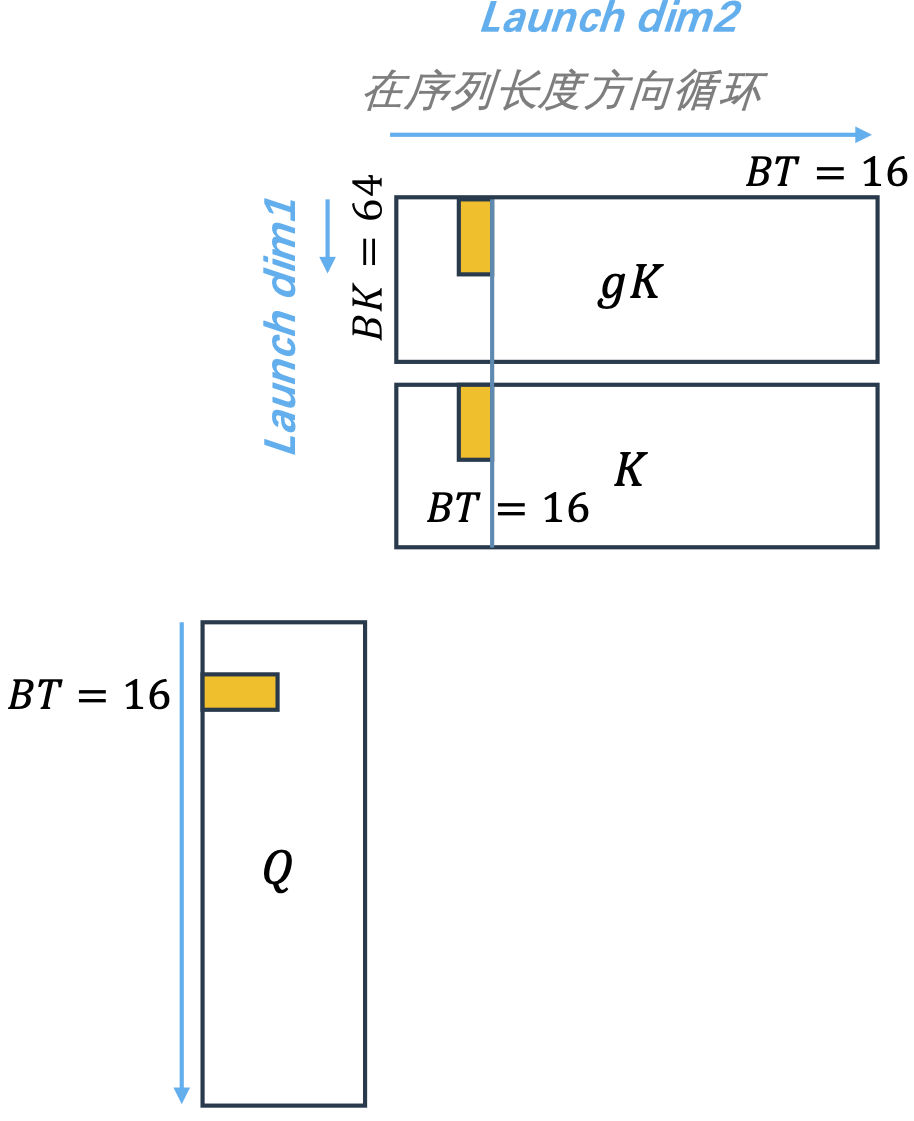 Launch dim2
在序列长度方向循环
BT = 16
Launch dim1
BK = 64
gK
K
BT = 16
BT = 16
Q